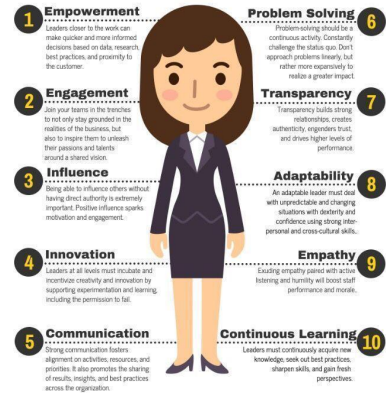 1 Empowerment
Leaders closer to the work can
make quicker and more informed
decisions based on data, research,
best practices, and proximity to
the customer.
2 Engagement
Join your teams in the trenches
to not only stay grounded in the
realities of the business, but
also to inspire them to unleash
their passions and talents
around a shared vision.
3 Influence
Being able to influence others without
having direct authority is extremely
important. Positive influence sparks
motivation and engagement.
4 Innovation
Leaders at all levels must incubate and
incentivize creativity and innovation by
supporting experimentation and learning,
including the permission to fail.
5 Communication
Strong communication fosters
alignment on activities, resources, and
priorities. It also promotes the sharing
of results, insights, and best practices
across the organization.
Problem Solving 6
Problem-solving should be a
continuous activity. Constantly
challenge the status quo. Don't
approach problems linearly, but
rather more expansively to
realize a greater impact.
Transparency 7
Transparency builds strong
relationships, creates
authenticity, engenders trust,
and drives higher levels of
performance.
Adaptability 8
An adaptable leader must deal
with unpredictable and changing
situations with dexterity and
confidence using strong inter-
personal and cross-cultural skills.
Empathy 9
Exuding empathy paired with active
listening and humility will boost staff
performance and morale.
Continuous Learning 10
Leaders must continuously acquire new
knowledge, seek out best practices,
sharpen skills, and gain fresh
perspectives.